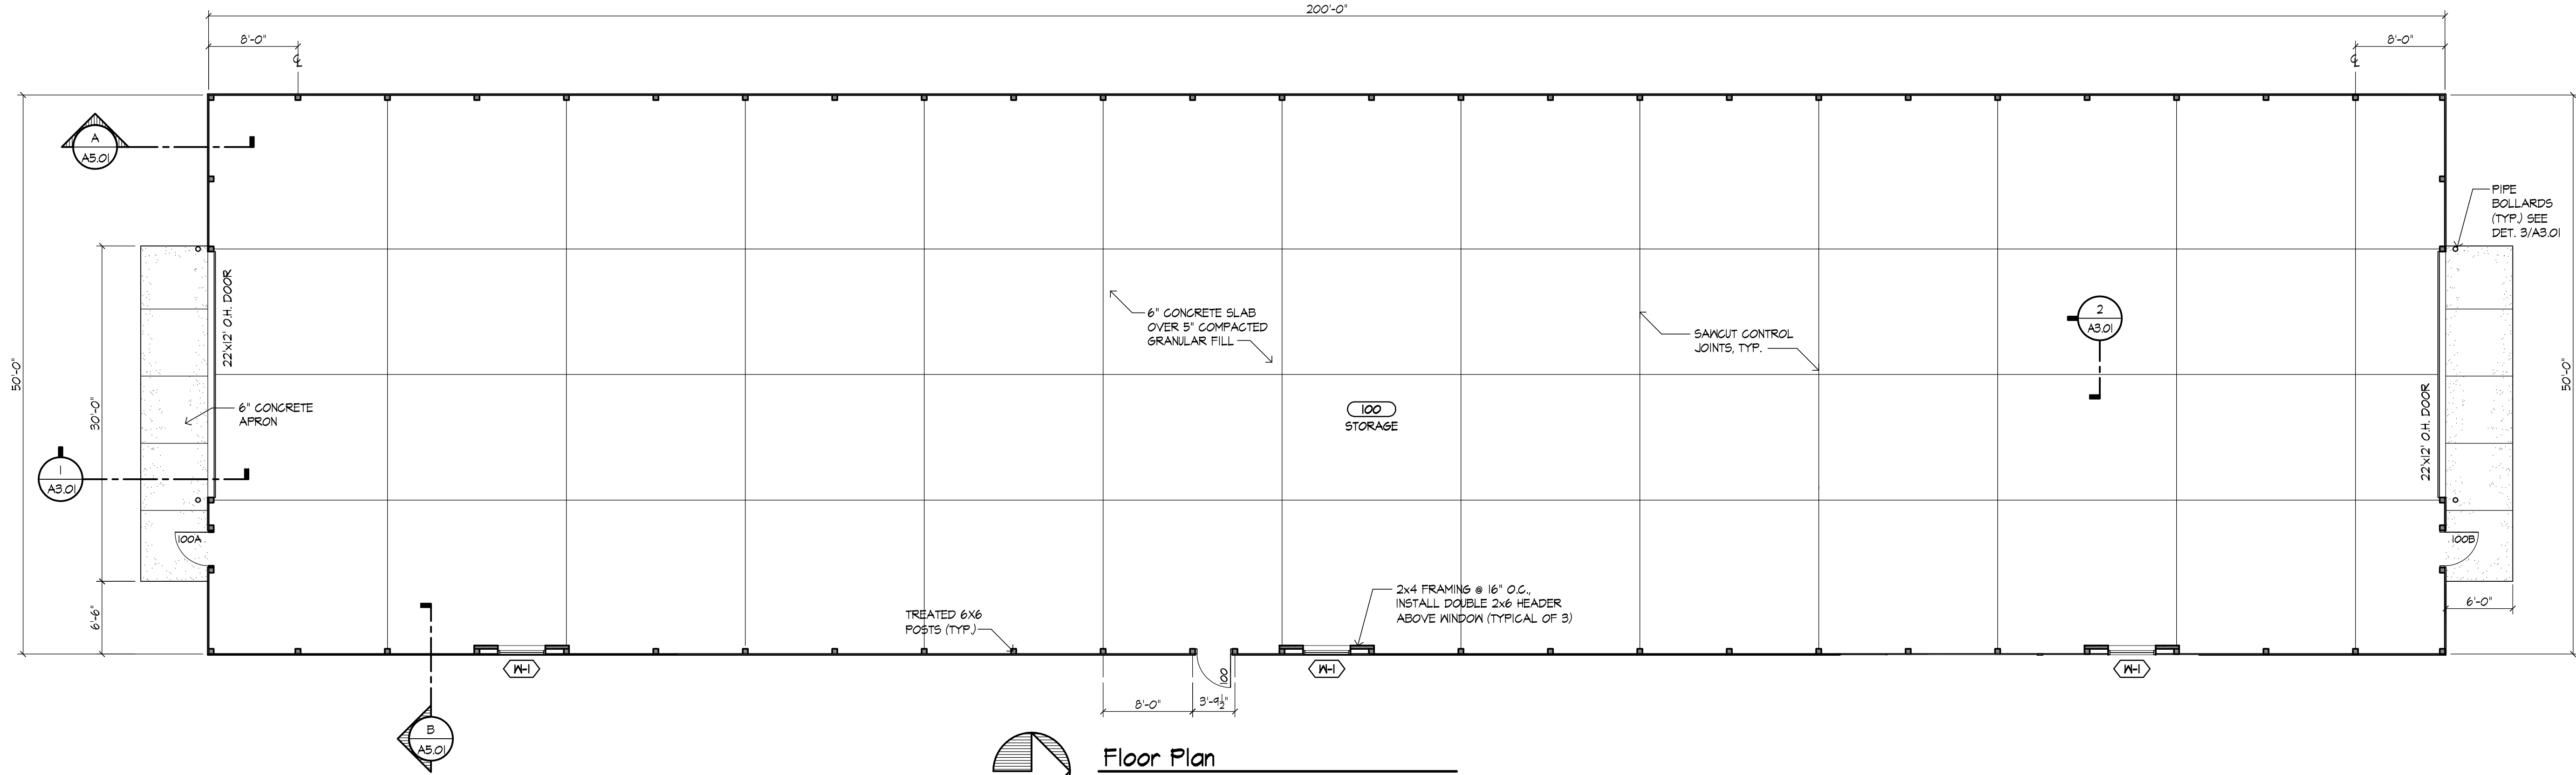 200'-0"
8'-0"
8'-0"
A
A5.01
PIPE
BOLLARDS
(TYP.) SEE
DET. 3/A3.01
22'x12' O.H. DOOR
6" CONCRETE SLAB
OVER 5" COMPACTED
GRANULAR FILL
SAWCUT CONTROL
JOINTS, TYP.
2
A3.01
50'-0"
50'-0"
30'-0"
6" CONCRETE
APRON
100
STORAGE
22'x12' O.H. DOOR
1
A3.01
100A
100B
6'-6"
TREATED 6X6
POSTS (TYP.)
2x4 FRAMING @ 16" O.C.,
INSTALL DOUBLE 2x6 HEADER
ABOVE WINDOW (TYPICAL OF 3)
6'-0"
W-1
100
W-1
W-1
8'-0"
3'-9½"
B
A5.01
Floor Plan